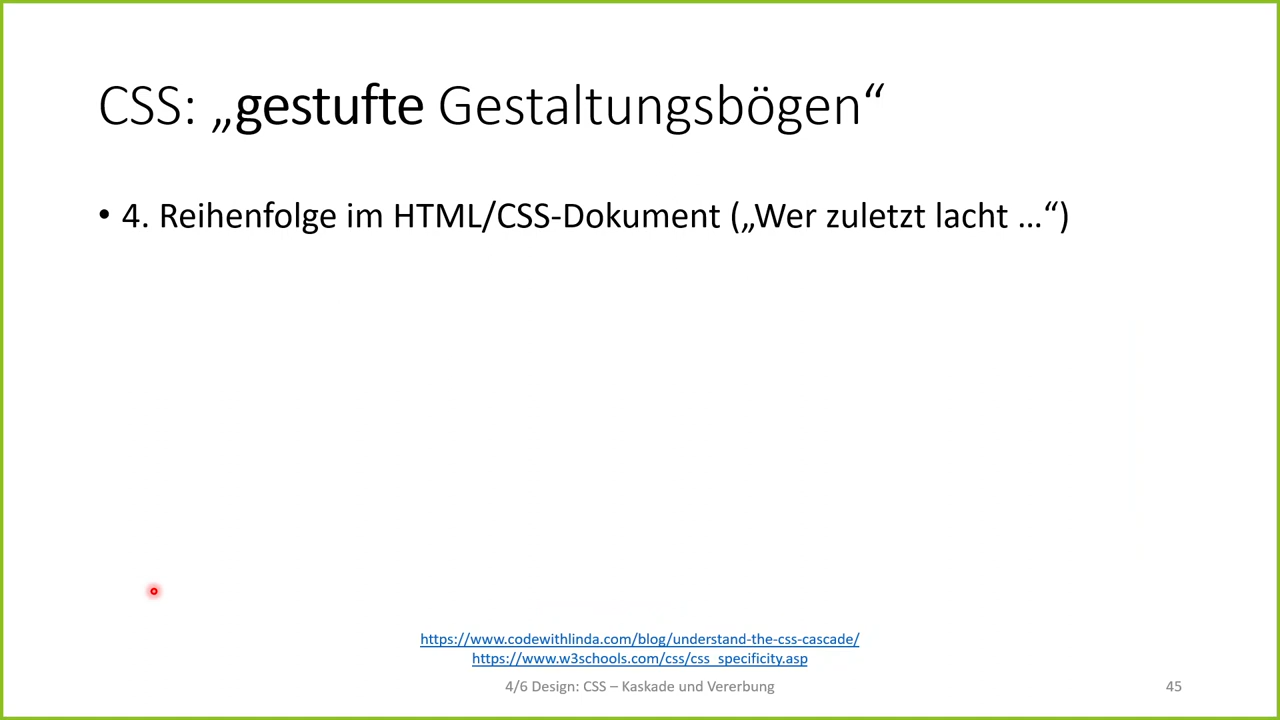 CSS: „gestufte Gestaltungsbögen“
• 4. Reihenfolge im HTML/CSS-Dokument („Wer zuletzt lacht …“)
https://www.codewithlinda.com/blog/understand-the-css-cascade/
https://www.w3schools.com/css/css_specificity.asp
4/6 Design: CSS – Kaskade und Vererbung
45